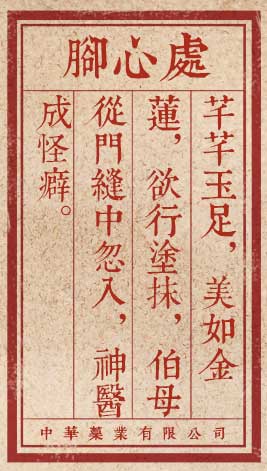 腳心處
芊芊玉足，美如金
蓮，欲行塗抹，伯母
從門縫中忽入，神醫
成怪癖。
中華藥業有限公司